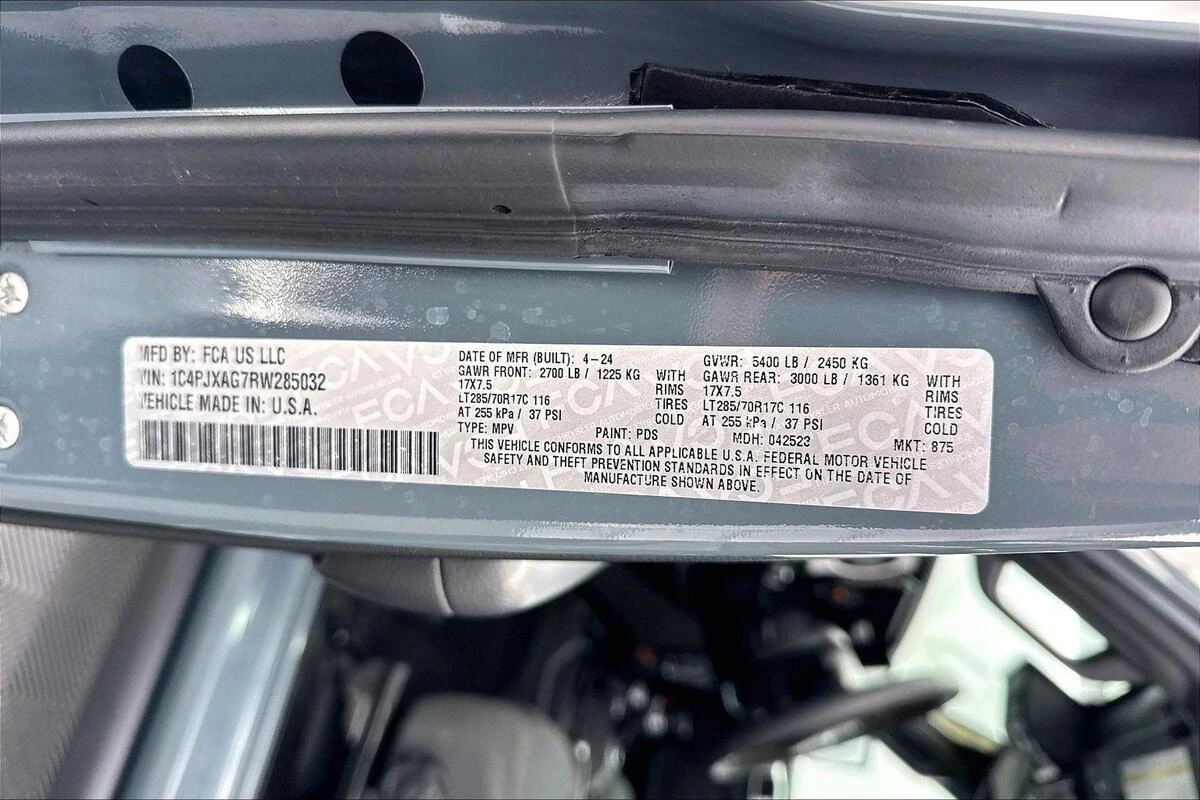 MFD BY: FCA US LLC
VIN: 1C4PJXAG7RW285032
VEHICLE MADE IN: U.S.A.
DATE OF MFR (BUILT): 4-24
GAWR FRONT: 2700 LB / 1225 KG WITH
17X7.5 RIMS
LT285/70R17C 116 TIRES
AT 255 kPa / 37 PSI COLD
TYPE: MPV PAINT: PDS
GVWR: 5400 LB / 2450 KG
GAWR REAR: 3000 LB / 1361 KG WITH
17X7.5 RIMS
LT285/70R17C 116 TIRES
AT 255 kPa / 37 PSI COLD
MDH: 042523 MKT: 875
THIS VEHICLE CONFORMS TO ALL APPLICABLE U.S.A. FEDERAL MOTOR VEHICLE
SAFETY AND THEFT PREVENTION STANDARDS IN EFFECT ON THE DATE OF
MANUFACTURE SHOWN ABOVE.